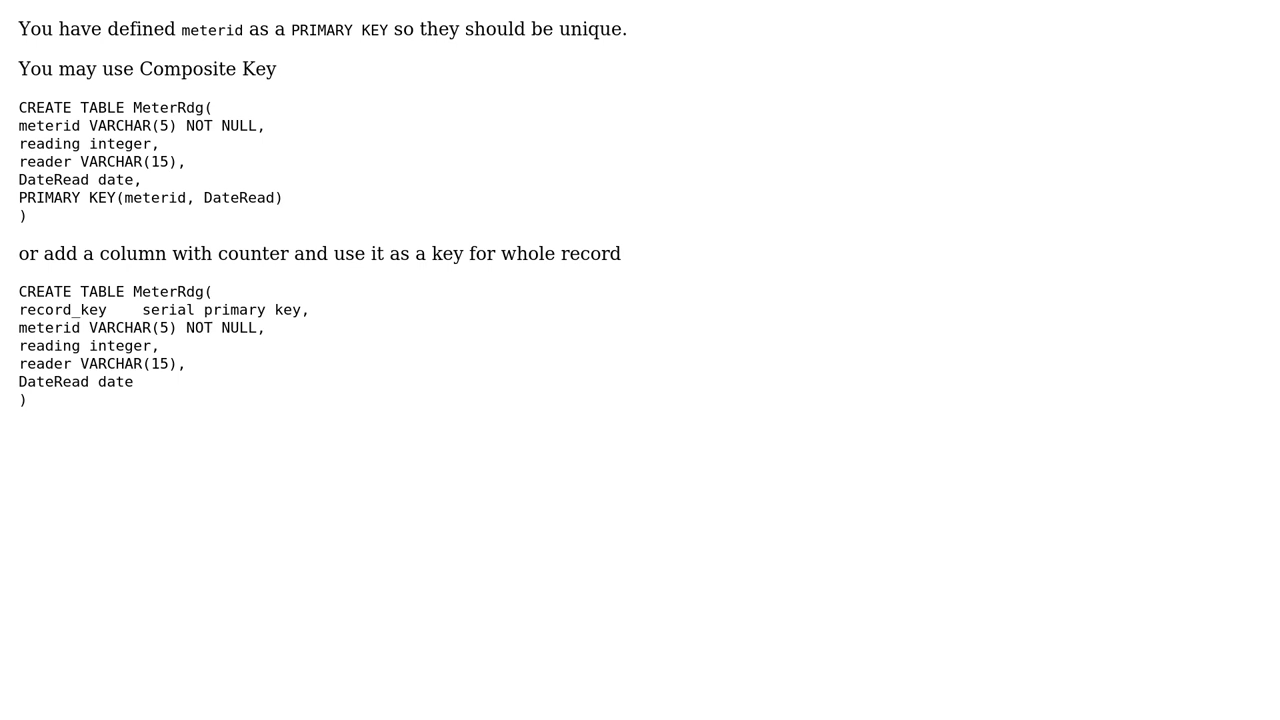 You have defined meterid as a PRIMARY KEY so they should be unique.
You may use Composite Key
CREATE TABLE MeterRdg(
meterid VARCHAR(5) NOT NULL,
reading integer,
reader VARCHAR(15),
DateRead date,
PRIMARY KEY(meterid, DateRead)
)
or add a column with counter and use it as a key for whole record
CREATE TABLE MeterRdg(
record_key    serial primary key,
meterid VARCHAR(5) NOT NULL,
reading integer,
reader VARCHAR(15),
DateRead date
)